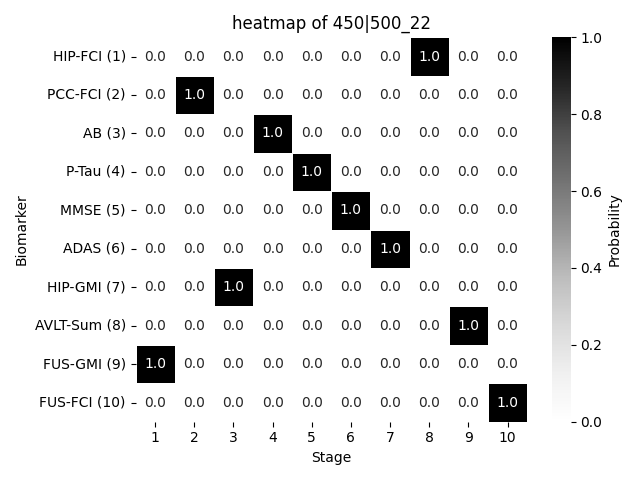 heatmap of 450|500_22
HIP-FCI (1) 0.0 0.0 0.0 0.0 0.0 0.0 0.0 1.0 0.0 0.0
PCC-FCI (2) 0.0 1.0 0.0 0.0 0.0 0.0 0.0 0.0 0.0 0.0
AB (3) 0.0 0.0 0.0 1.0 0.0 0.0 0.0 0.0 0.0 0.0
P-Tau (4) 0.0 0.0 0.0 0.0 1.0 0.0 0.0 0.0 0.0 0.0
MMSE (5) 0.0 0.0 0.0 0.0 0.0 1.0 0.0 0.0 0.0 0.0
ADAS (6) 0.0 0.0 0.0 0.0 0.0 0.0 1.0 0.0 0.0 0.0
HIP-GMI (7) 0.0 0.0 1.0 0.0 0.0 0.0 0.0 0.0 0.0 0.0
AVLT-Sum (8) 0.0 0.0 0.0 0.0 0.0 0.0 0.0 0.0 1.0 0.0
FUS-GMI (9) 1.0 0.0 0.0 0.0 0.0 0.0 0.0 0.0 0.0 0.0
FUS-FCI (10) 0.0 0.0 0.0 0.0 0.0 0.0 0.0 0.0 0.0 1.0
1 2 3 4 5 6 7 8 9 10
Stage
Biomarker
1.0
0.8
0.6
0.4
0.2
0.0
Probability